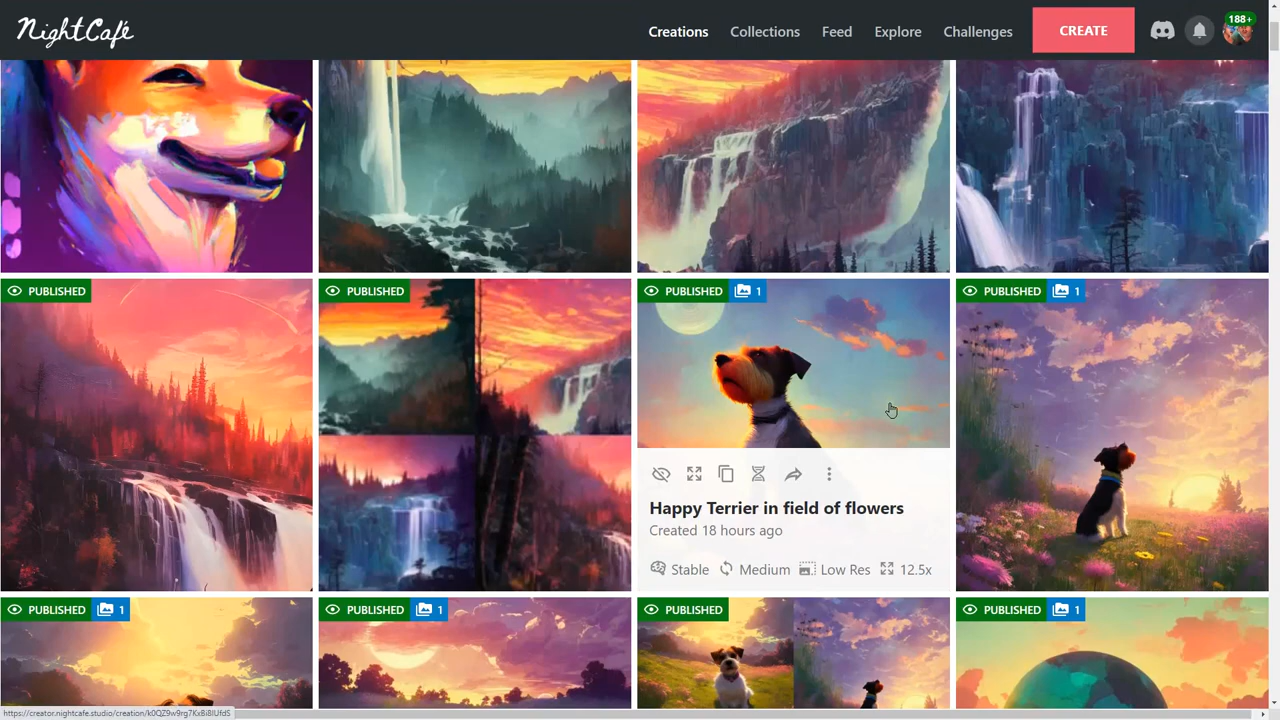 NightCafé
Creations
Collections
Feed
Explore
Challenges
CREATE
188+
PUBLISHED
PUBLISHED
PUBLISHED 1
PUBLISHED 1
Happy Terrier in field of flowers
Created 18 hours ago
Stable Medium Low Res 12.5x
PUBLISHED 1
PUBLISHED 1
PUBLISHED
PUBLISHED 1
https://creator.nightcafe.studio/creation/k0QZ9w9rg7Kx8i8lUfdS